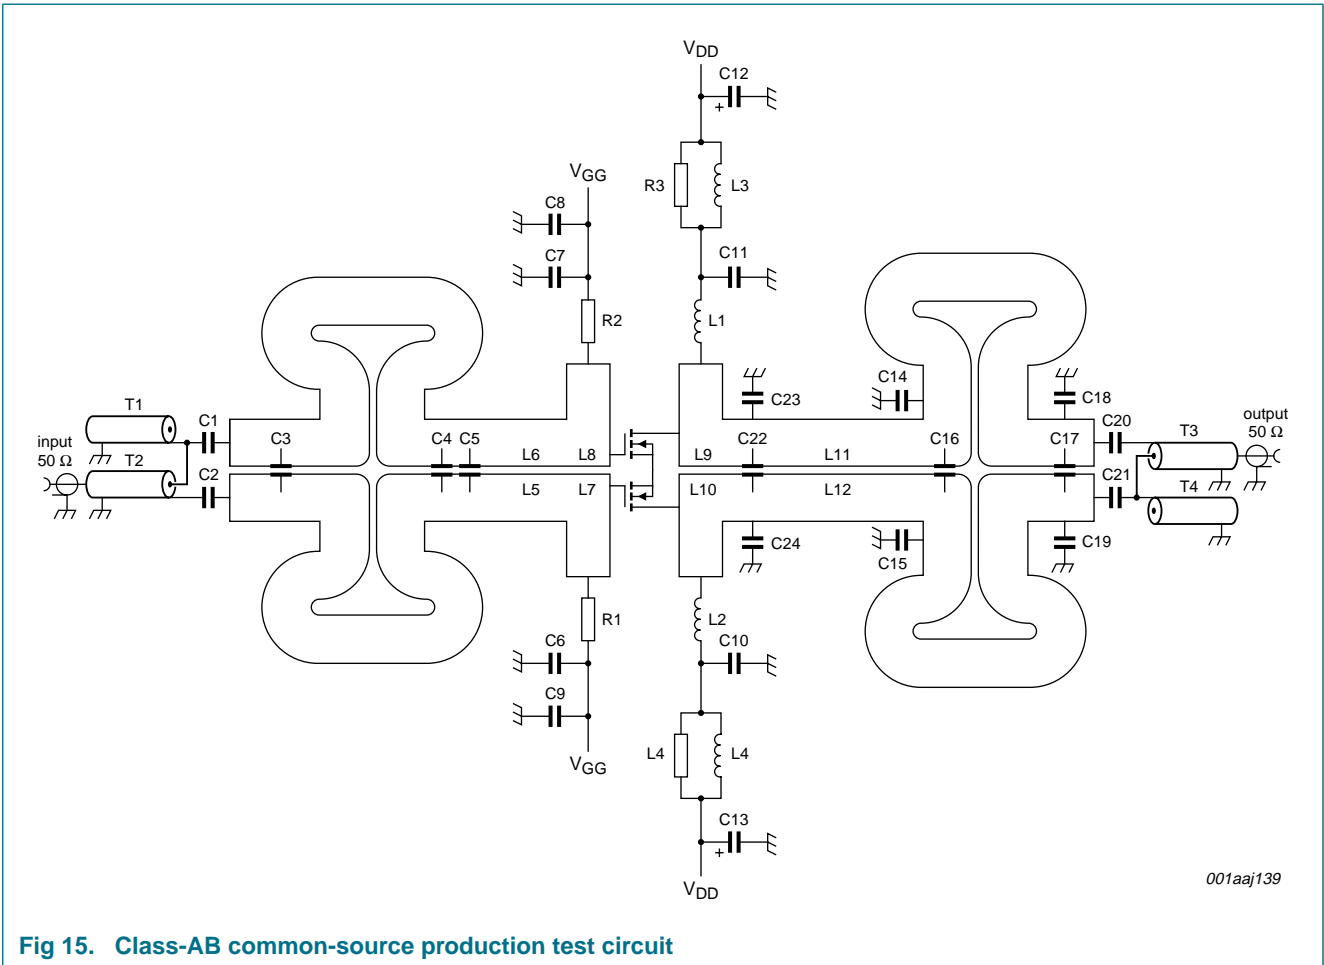 VDD
C12
+
R3
L3
VGG
C8
C7
C11
R2
L1
C14
C23
C18
T1
C1
C3
C4 C5
L6
L8
L9
C22
L11
C16
C17
C20
T3
output
50 Ω
input
50 Ω
T2
C2
L5
L7
L10
L12
C21
T4
C24
C15
C19
R1
L2
C6
C10
C9
VGG
L4
L4
C13
+
VDD
001aaj139
Fig 15. Class-AB common-source production test circuit